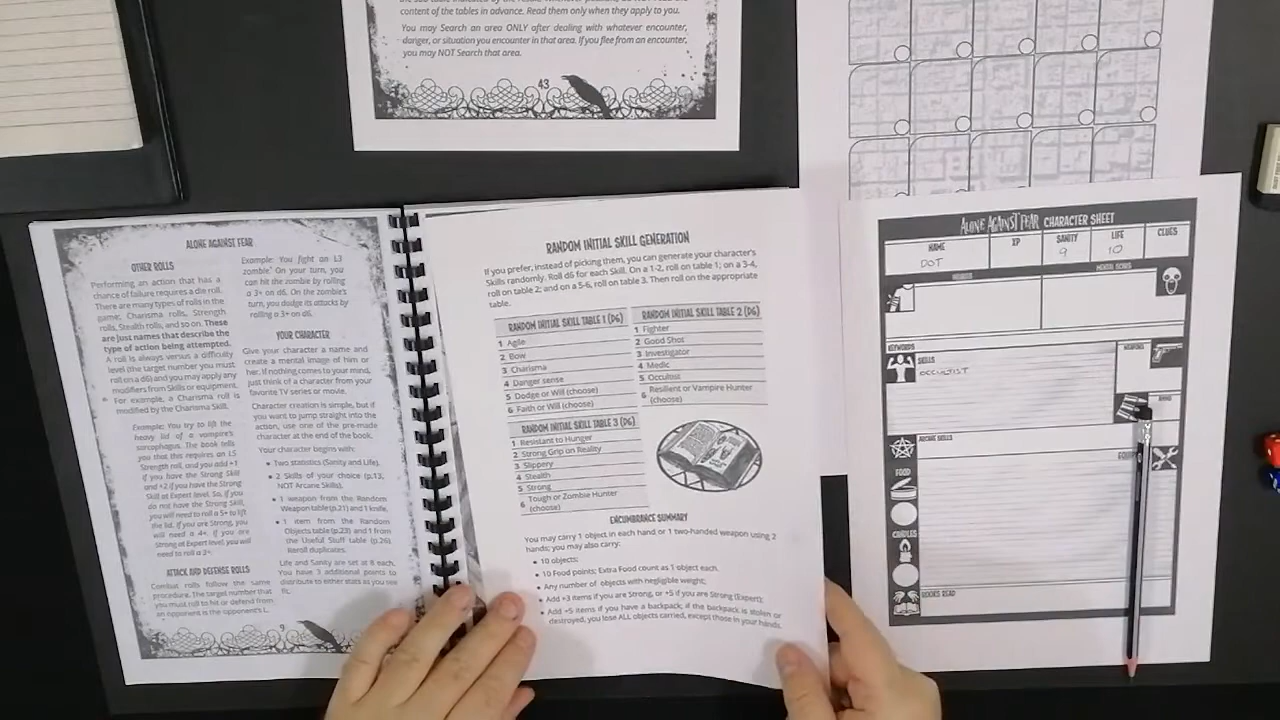 content of the tables in advance. Read them only when they apply to you.
You may Search an area ONLY after dealing with whatever encounter,
danger, or situation you encounter in that area. If you flee from an encounter,
you may NOT Search that area.
43
ALONE AGAINST FEAR
OTHER ROLLS
Performing an action that has a
chance of failure requires a die roll.
There are many types of rolls in the
game: Charisma rolls, Strength
rolls, Stealth rolls, and so on. These
are just names that describe the
type of action being attempted.
A roll is always versus a difficulty
level (the target number you must
roll on a d6) and you may apply any
modifiers from Skills or equipment.
For example, a Charisma roll is
modified by the Charisma Skill.
Example: You try to lift the
heavy lid of a vampire's
sarcophagus. The book tells
you that this requires an L5
Strength roll, and you add +1
if you have the Strong Skill
and +2 if you have the Strong
Skill at Expert level. So, if you
do not have the Strong Skill,
you will need to roll a 5+ to lift
the lid. If you are Strong, you
will need a 4+. If you are
Strong at Expert level, you will
need to roll a 3+.
ATTACK AND DEFENSE ROLLS
Combat rolls follow the same
procedure. The target number that
you must roll to hit or defend from
an opponent is the opponent's L.
Example: You fight an L3
zombie. On your turn, you
can hit the zombie by rolling
a 3+ on d6. On the zombie's
turn, you dodge its attacks by
rolling a 3+ on d6.
YOUR CHARACTER
Give your character a name and
create a mental image of him or
her. If nothing comes to your mind,
just think of a character from your
favorite TV series or movie.
Character creation is simple, but if
you want to jump straight into the
action, use one of the pre-made
character at the end of the book.
Your character begins with:
• Two statistics (Sanity and Life),
• 2 Skills of your choice (p.13,
NOT Arcane Skills),
• 1 weapon from the Random
Weapon table (p.21) and 1 knife,
• 1 item from the Random
Objects table (p.23) and 1 from
the Useful Stuff table (p.26)
Reroll duplicates.
Life and Sanity are set at 8 each.
You have 3 additional points to
distribute to either stats as you see
fit.
9
RANDOM INITIAL SKILL GENERATION
If you prefer, instead of picking them, you can generate your character's
Skills randomly. Roll d6 for each Skill. On a 1-2, roll on table 1; on a 3-4,
roll on table 2; and on a 5-6, roll on table 3. Then roll on the appropriate
table.
RANDOM INITIAL SKILL TABLE 1 (D6)
1 Agile
2 Bow
3 Charisma
4 Danger sense
5 Dodge or Will (choose)
6 Faith or Will (choose)
RANDOM INITIAL SKILL TABLE 2 (D6)
1 Fighter
2 Good Shot
3 Investigator
4 Medic
5 Occultist
6 Resilient or Vampire Hunter
(choose)
RANDOM INITIAL SKILL TABLE 3 (D6)
1 Resistant to Hunger
2 Strong Grip on Reality
3 Slippery
4 Stealth
5 Strong
6 Tough or Zombie Hunter
(choose)
ENCUMBRANCE SUMMARY
You may carry 1 object in each hand or 1 two-handed weapon using 2
hands; you may also carry:
• 10 objects;
• 10 Food points; Extra Food count as 1 object each.
• Any number of objects with negligible weight;
• Add +3 items if you are Strong, or +5 if you are Strong (Expert);
• Add +5 items if you have a backpack; if the backpack is stolen or
destroyed, you lose ALL objects carried, except those in your hands.
ALONE AGAINST FEAR CHARACTER SHEET
NAME XP SANITY LIFE CLUES
DOT 9 10
WOUNDS MENTAL SCARS
KEYWORDS
SKILLS WEAPONS
OCCULTIST
AMMO
ARCANE SKILLS
FOOD
CANDLES
BOOKS READ